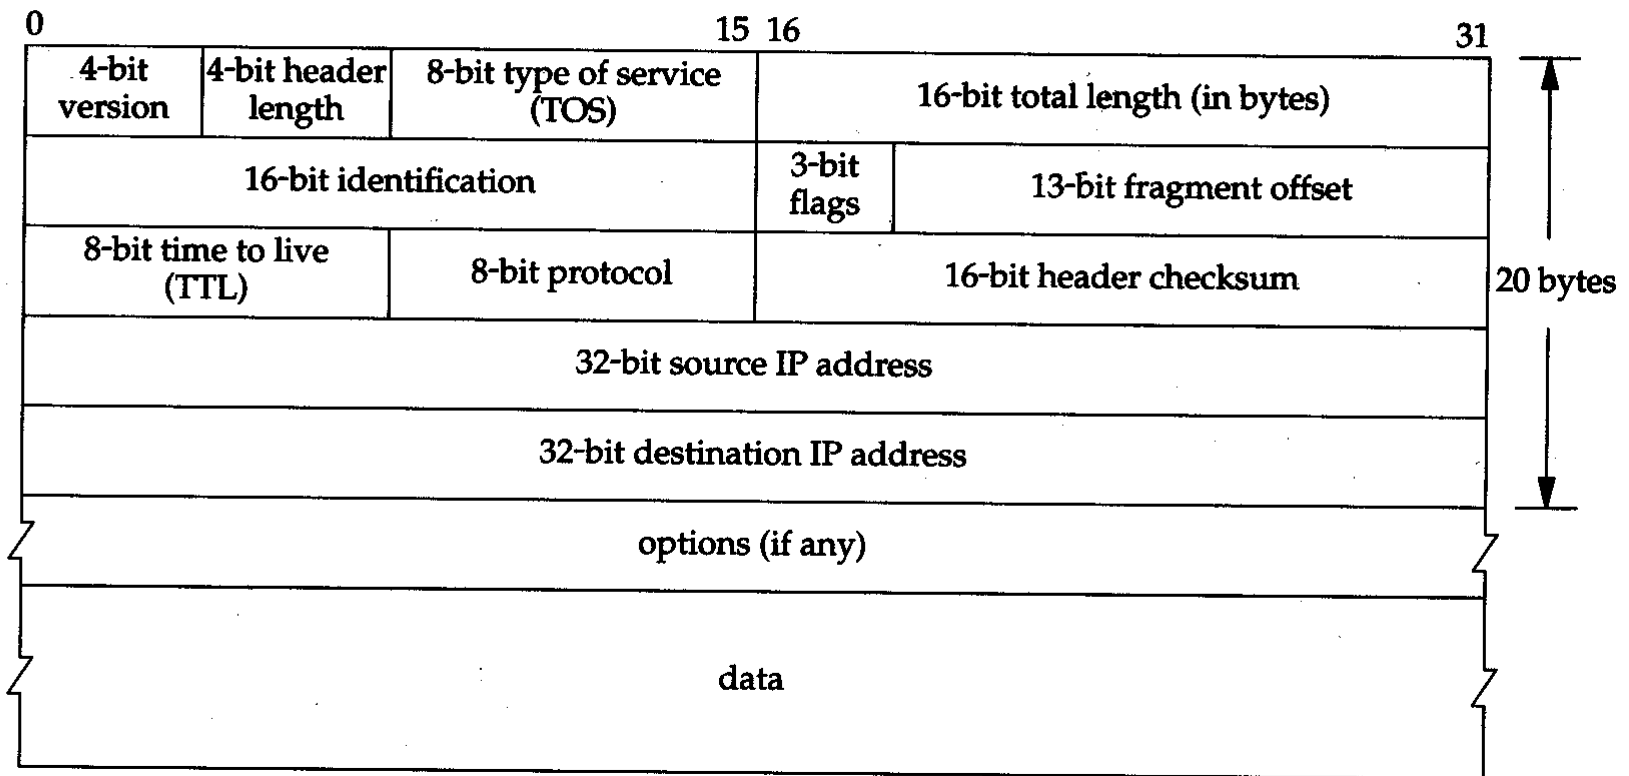 0 15 16 31
4-bit
version
4-bit header
length
8-bit type of service
(TOS)
16-bit total length (in bytes)
16-bit identification
3-bit
flags
13-bit fragment offset
8-bit time to live
(TTL)
8-bit protocol
16-bit header checksum
20 bytes
32-bit source IP address
32-bit destination IP address
options (if any)
data